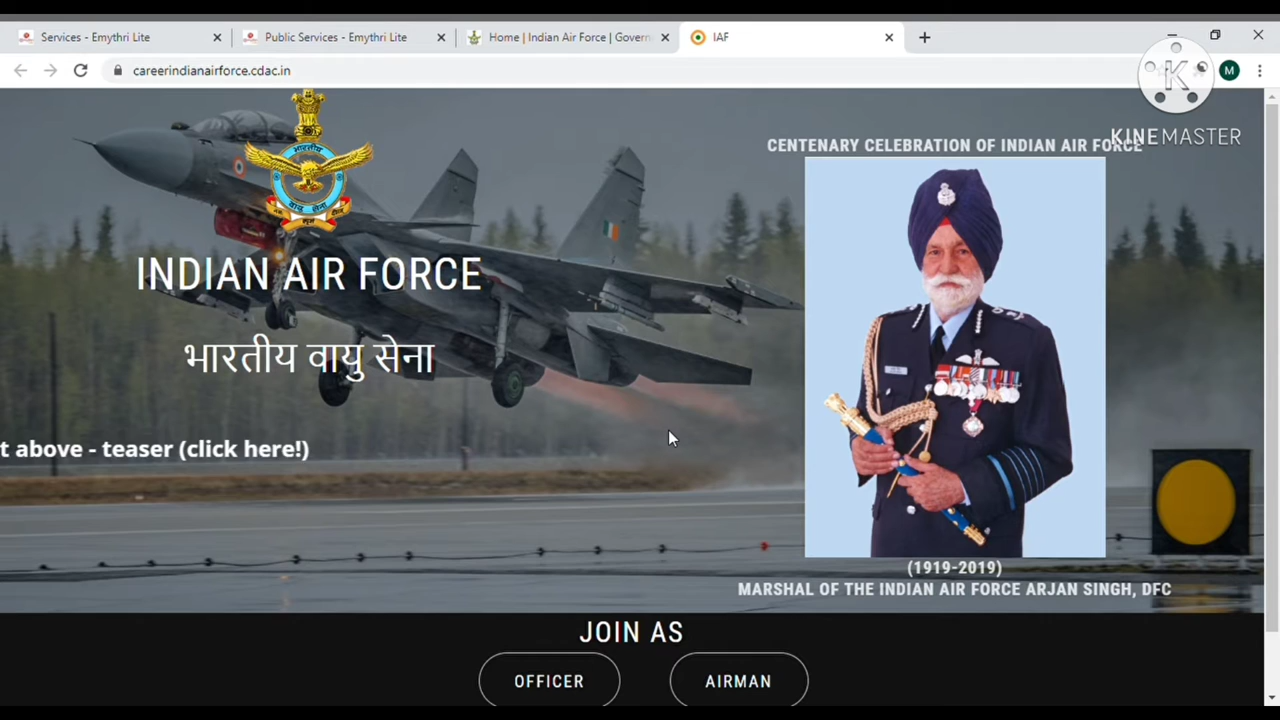 Services - Emythri Lite
Public Services - Emythri Lite
Home | Indian Air Force | Govern
IAF
careerindianairforce.cdac.in
M
K
KINEMASTER
CENTENARY CELEBRATION OF INDIAN AIR FORCE
भारतीय
वायु सेना
INDIAN AIR FORCE
भारतीय वायु सेना
t above - teaser (click here!)
(1919-2019)
MARSHAL OF THE INDIAN AIR FORCE ARJAN SINGH, DFC
JOIN AS
OFFICER
AIRMAN